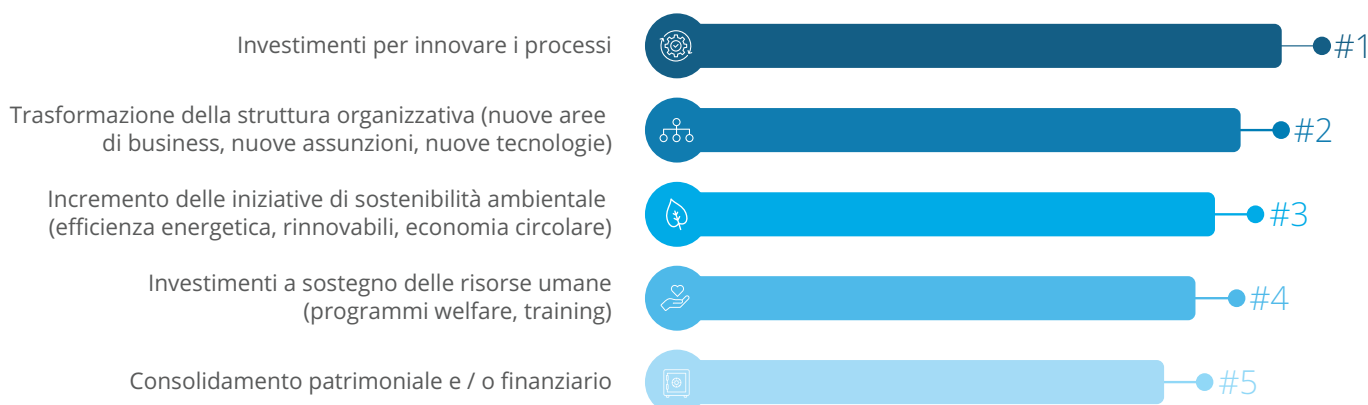 Investimenti per innovare i processi
#1
Trasformazione della struttura organizzativa (nuove aree
di business, nuove assunzioni, nuove tecnologie)
#2
Incremento delle iniziative di sostenibilità ambientale
(efficienza energetica, rinnovabili, economia circolare)
#3
Investimenti a sostegno delle risorse umane
(programmi welfare, training)
#4
Consolidamento patrimoniale e / o finanziario
#5